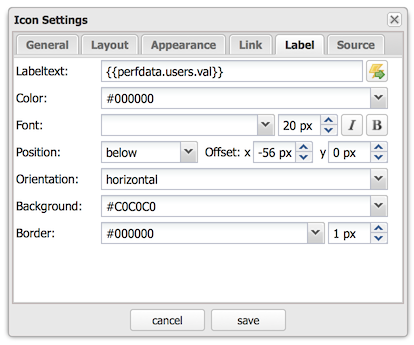 Icon Settings
General Layout Appearance Link Label Source
Labeltext: {{perfdata.users.val}}
Color: #000000
Font: 20 px I B
Position: below Offset: x -56 px y 0 px
Orientation: horizontal
Background: #C0C0C0
Border: #000000 1 px
cancel save